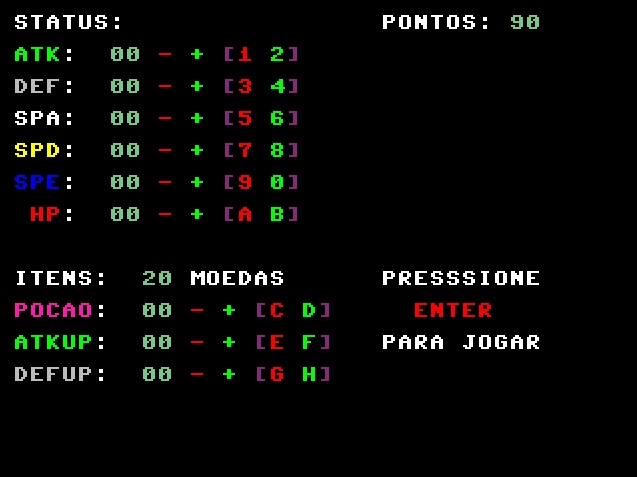 STATUS: PONTOS: 90
ATK: 00 - + [1 2]
DEF: 00 - + [3 4]
SPA: 00 - + [5 6]
SPD: 00 - + [7 8]
SPE: 00 - + [9 0]
HP: 00 - + [A B]
ITENS: 20 MOEDAS PRESSSIONE
POCAO: 00 - + [C D] ENTER
ATKUP: 00 - + [E F] PARA JOGAR
DEFUP: 00 - + [G H]